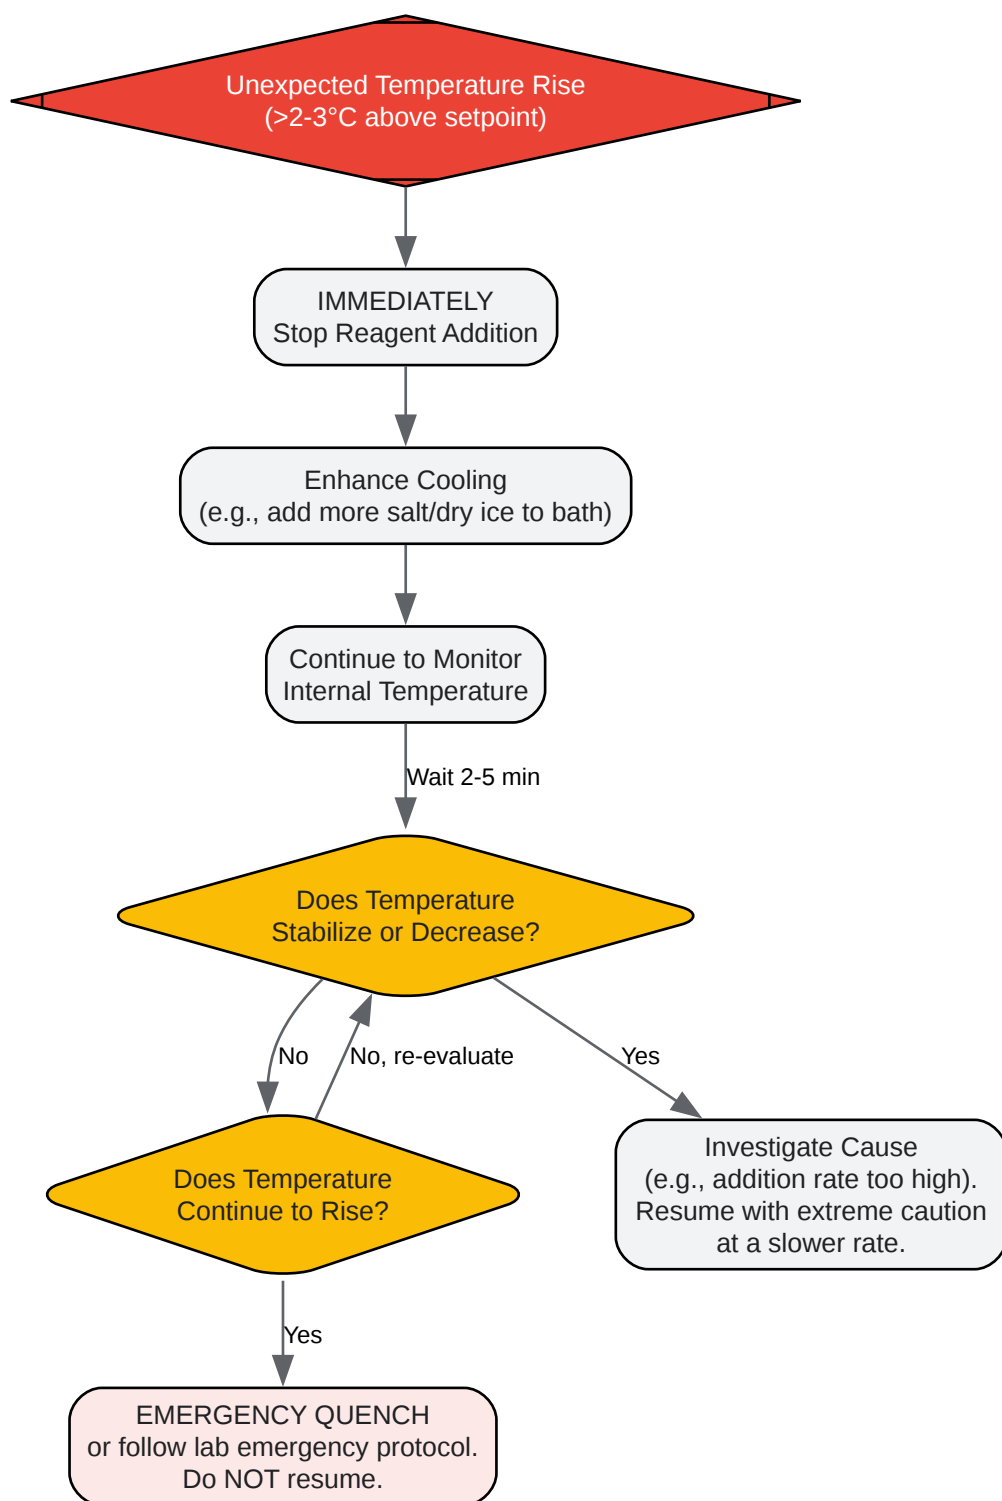 Unexpected Temperature Rise
(>2-3°C above setpoint)
IMMEDIATELY
Stop Reagent Addition
Enhance Cooling
(e.g., add more salt/dry ice to bath)
Continue to Monitor
Internal Temperature
Wait 2-5 min
Does Temperature
Stabilize or Decrease?
No
No, re-evaluate
Yes
Does Temperature
Continue to Rise?
Investigate Cause
(e.g., addition rate too high).
Resume with extreme caution
at a slower rate.
Yes
EMERGENCY QUENCH
or follow lab emergency protocol.
Do NOT resume.